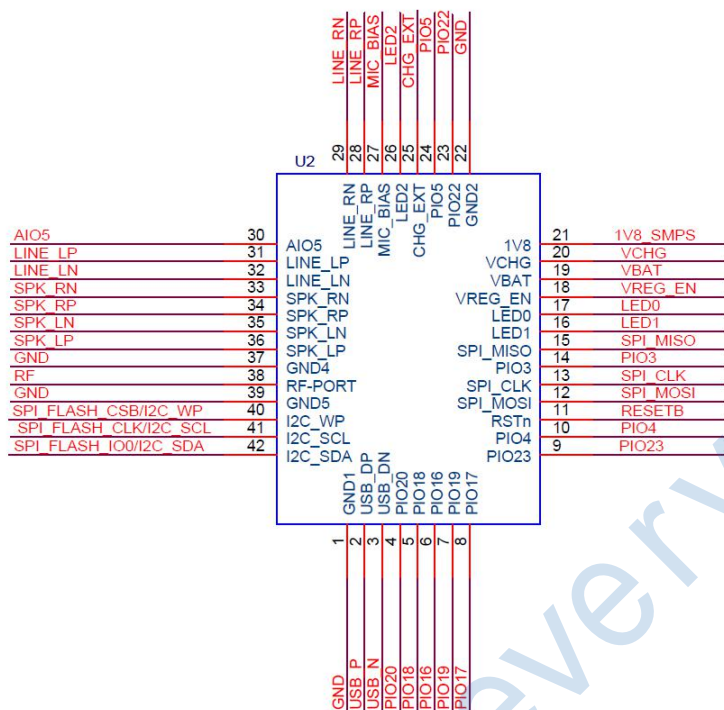 LINE_RN
LINE_RP
MIC_BIAS
LED2
CHG_EXT
PIO5
PIO22
GND
29
28
27
26
25
24
23
22
U2
LINE_RN
LINE_RP
MIC_BIAS
LED2
CHG_EXT
PIO5
PIO22
GND2
AIO5 30 AIO5
LINE_LP 31 LINE_LP
LINE_LN 32 LINE_LN
SPK_RN 33 SPK_RN
SPK_RP 34 SPK_RP
SPK_LN 35 SPK_LN
SPK_LP 36 SPK_LP
GND 37 GND4
RF 38 RF-PORT
GND 39 GND5
SPI_FLASH_CSB/I2C_WP 40 I2C_WP
SPI_FLASH_CLK/I2C_SCL 41 I2C_SCL
SPI_FLASH_IO0/I2C_SDA 42 I2C_SDA
1V8 21 1V8_SMPS
VCHG 20 VCHG
VBAT 19 VBAT
VREG_EN 18 VREG_EN
LED0 17 LED0
LED1 16 LED1
SPI_MISO 15 SPI_MISO
PIO3 14 PIO3
SPI_CLK 13 SPI_CLK
SPI_MOSI 12 SPI_MOSI
RSTn 11 RESETB
PIO4 10 PIO4
PIO23 9 PIO23
GND1
USB_DP
USB_DN
PIO20
PIO18
PIO16
PIO19
PIO17
1
2
3
4
5
6
7
8
GND
USB_P
USB_N
PIO20
PIO18
PIO16
PIO19
PIO17